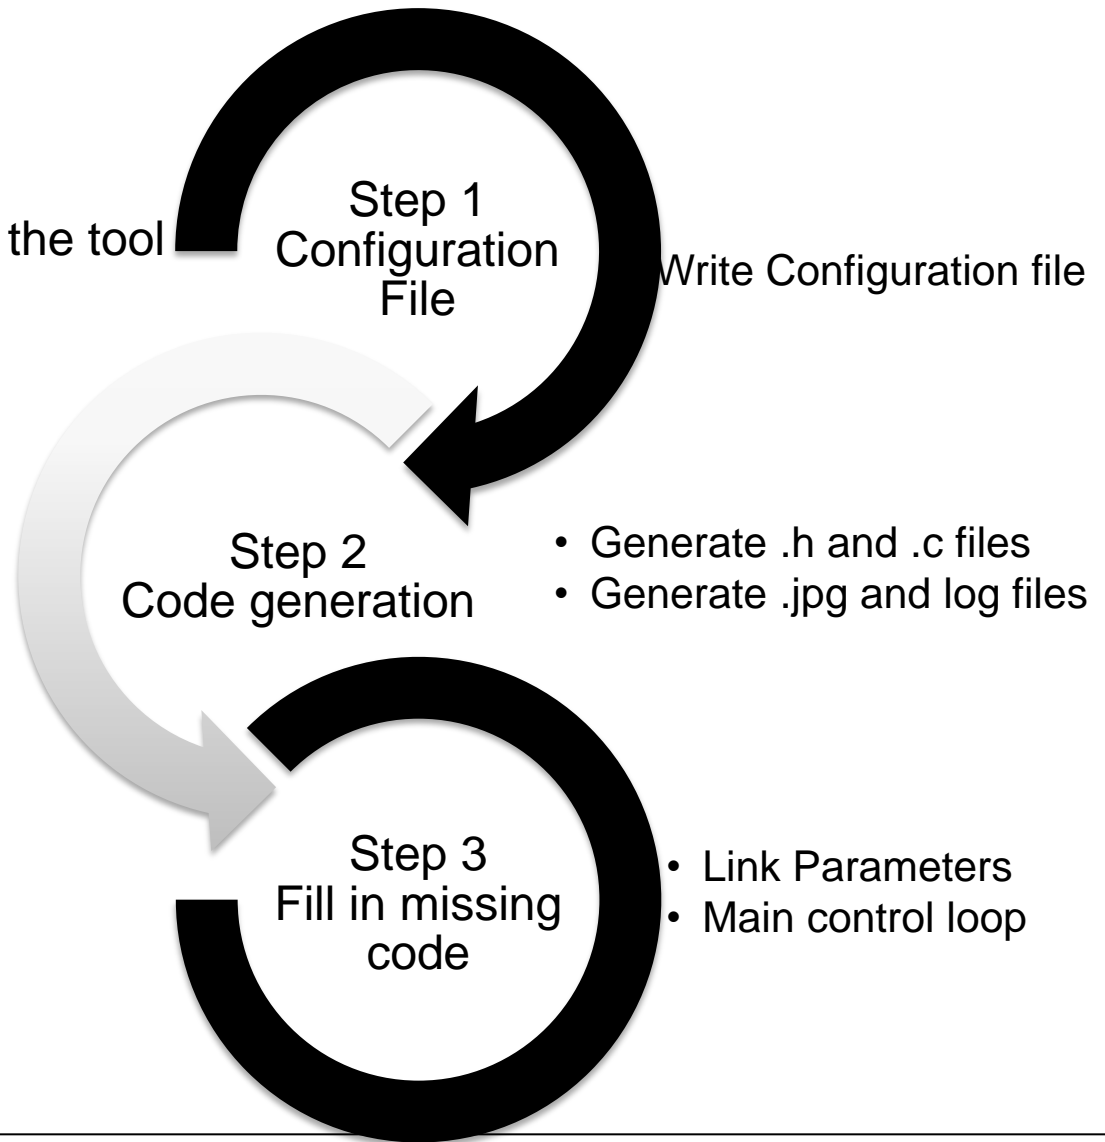 Step 1
Configuration
File
the tool
Write Configuration file
Step 2
Code generation
• Generate .h and .c files
• Generate .jpg and log files
Step 3
Fill in missing
code
• Link Parameters
• Main control loop